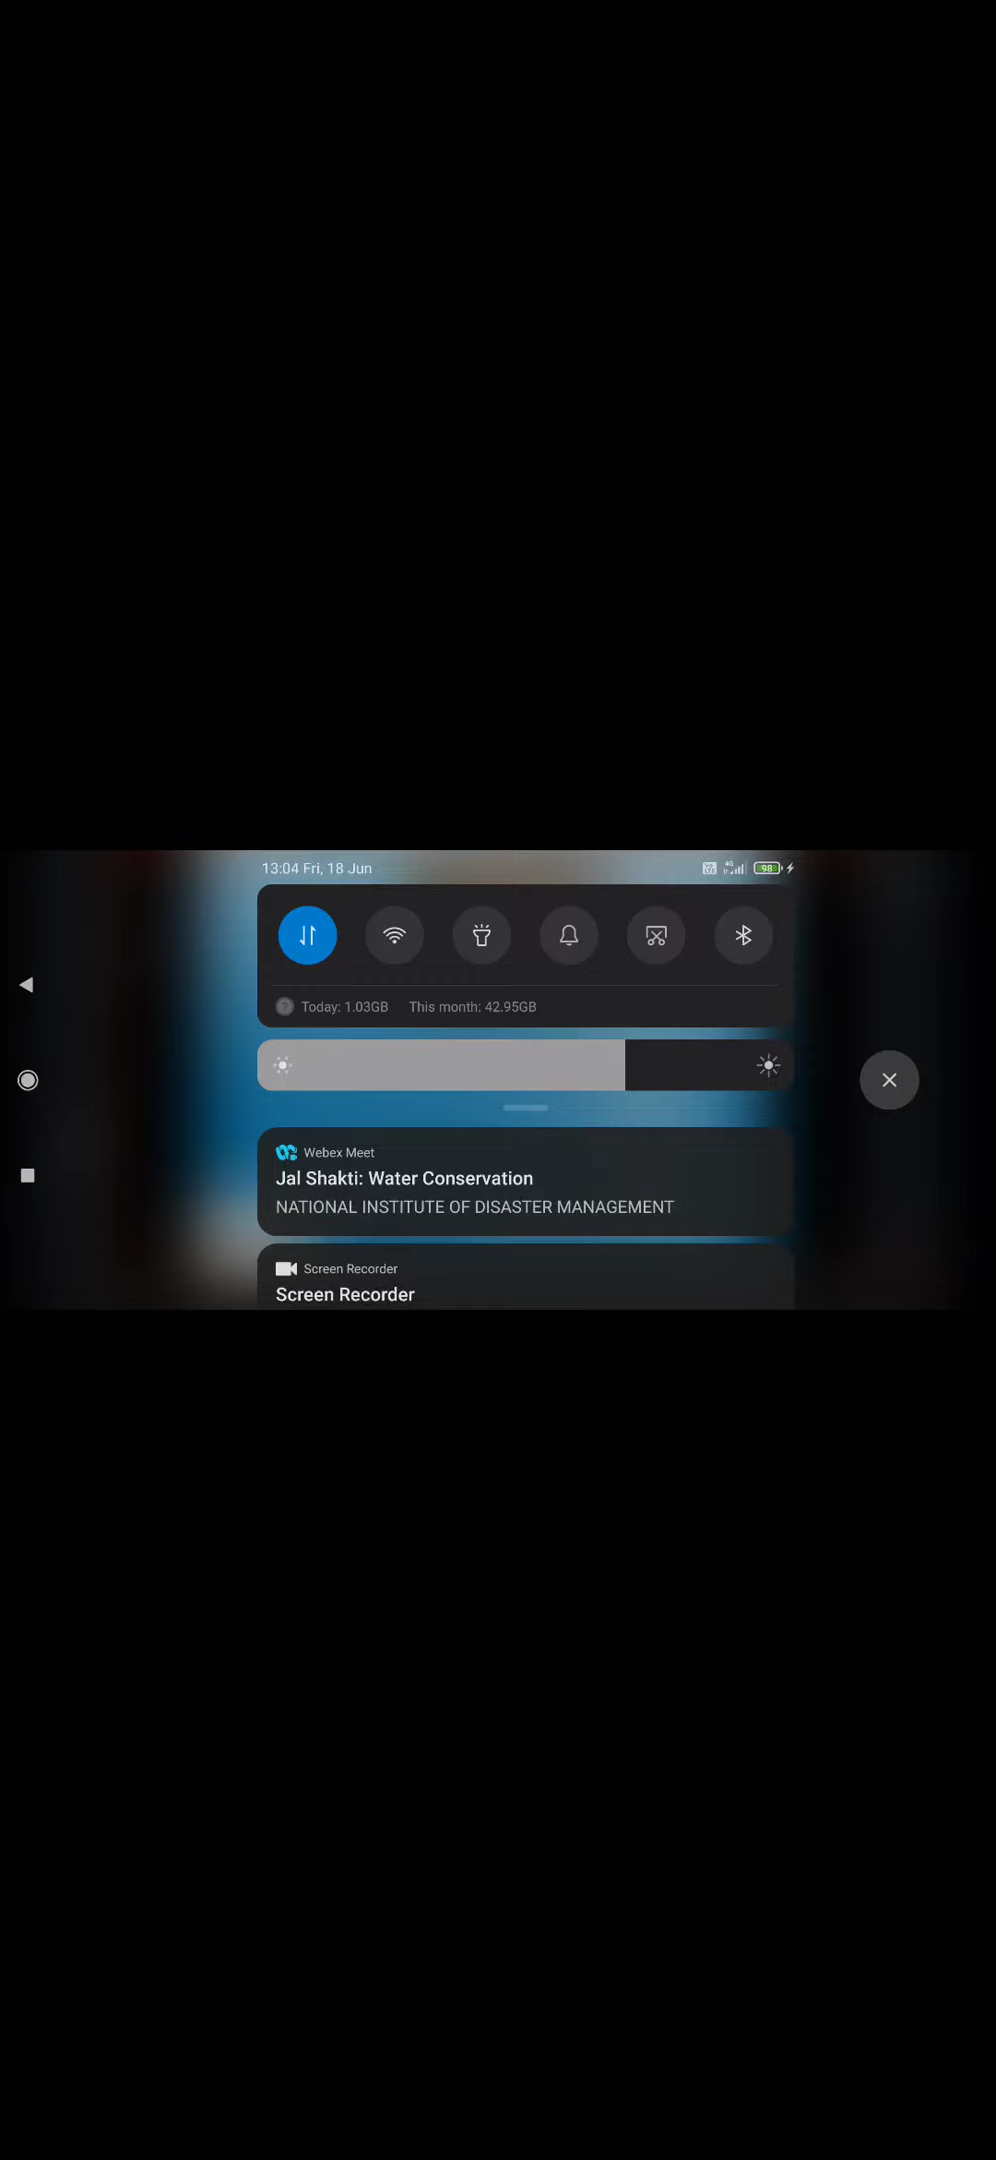 13:04 Fri, 18 Jun
4G
98
Today: 1.03GB This month: 42.95GB
Webex Meet
Jal Shakti: Water Conservation
NATIONAL INSTITUTE OF DISASTER MANAGEMENT
Screen Recorder
Screen Recorder